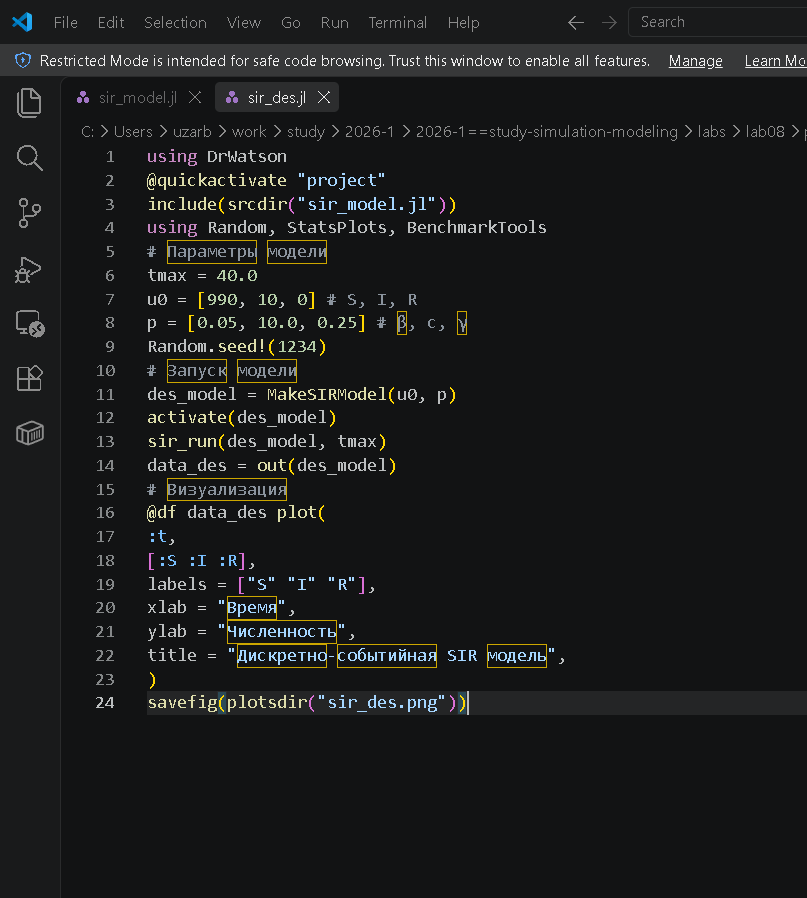 File Edit Selection View Go Run Terminal Help Search
Restricted Mode is intended for safe code browsing. Trust this window to enable all features. Manage Learn Mo
sir_model.jl sir_des.jl
C: > Users > uzarb > work > study > 2026-1 > 2026-1==study-simulation-modeling > labs > lab08 >
1 using DrWatson
2 @quickactivate "project"
3 include(srcdir("sir_model.jl"))
4 using Random, StatsPlots, BenchmarkTools
5 # Параметры модели
6 tmax = 40.0
7 u0 = [990, 10, 0] # S, I, R
8 p = [0.05, 10.0, 0.25] # β, c, γ
9 Random.seed!(1234)
10 # Запуск модели
11 des_model = MakeSIRModel(u0, p)
12 activate(des_model)
13 sir_run(des_model, tmax)
14 data_des = out(des_model)
15 # Визуализация
16 @df data_des plot(
17 :t,
18 [:S :I :R],
19 labels = ["S" "I" "R"],
20 xlab = "Время",
21 ylab = "Численность",
22 title = "Дискретно-событийная SIR модель",
23 )
24 savefig(plotsdir("sir_des.png"))